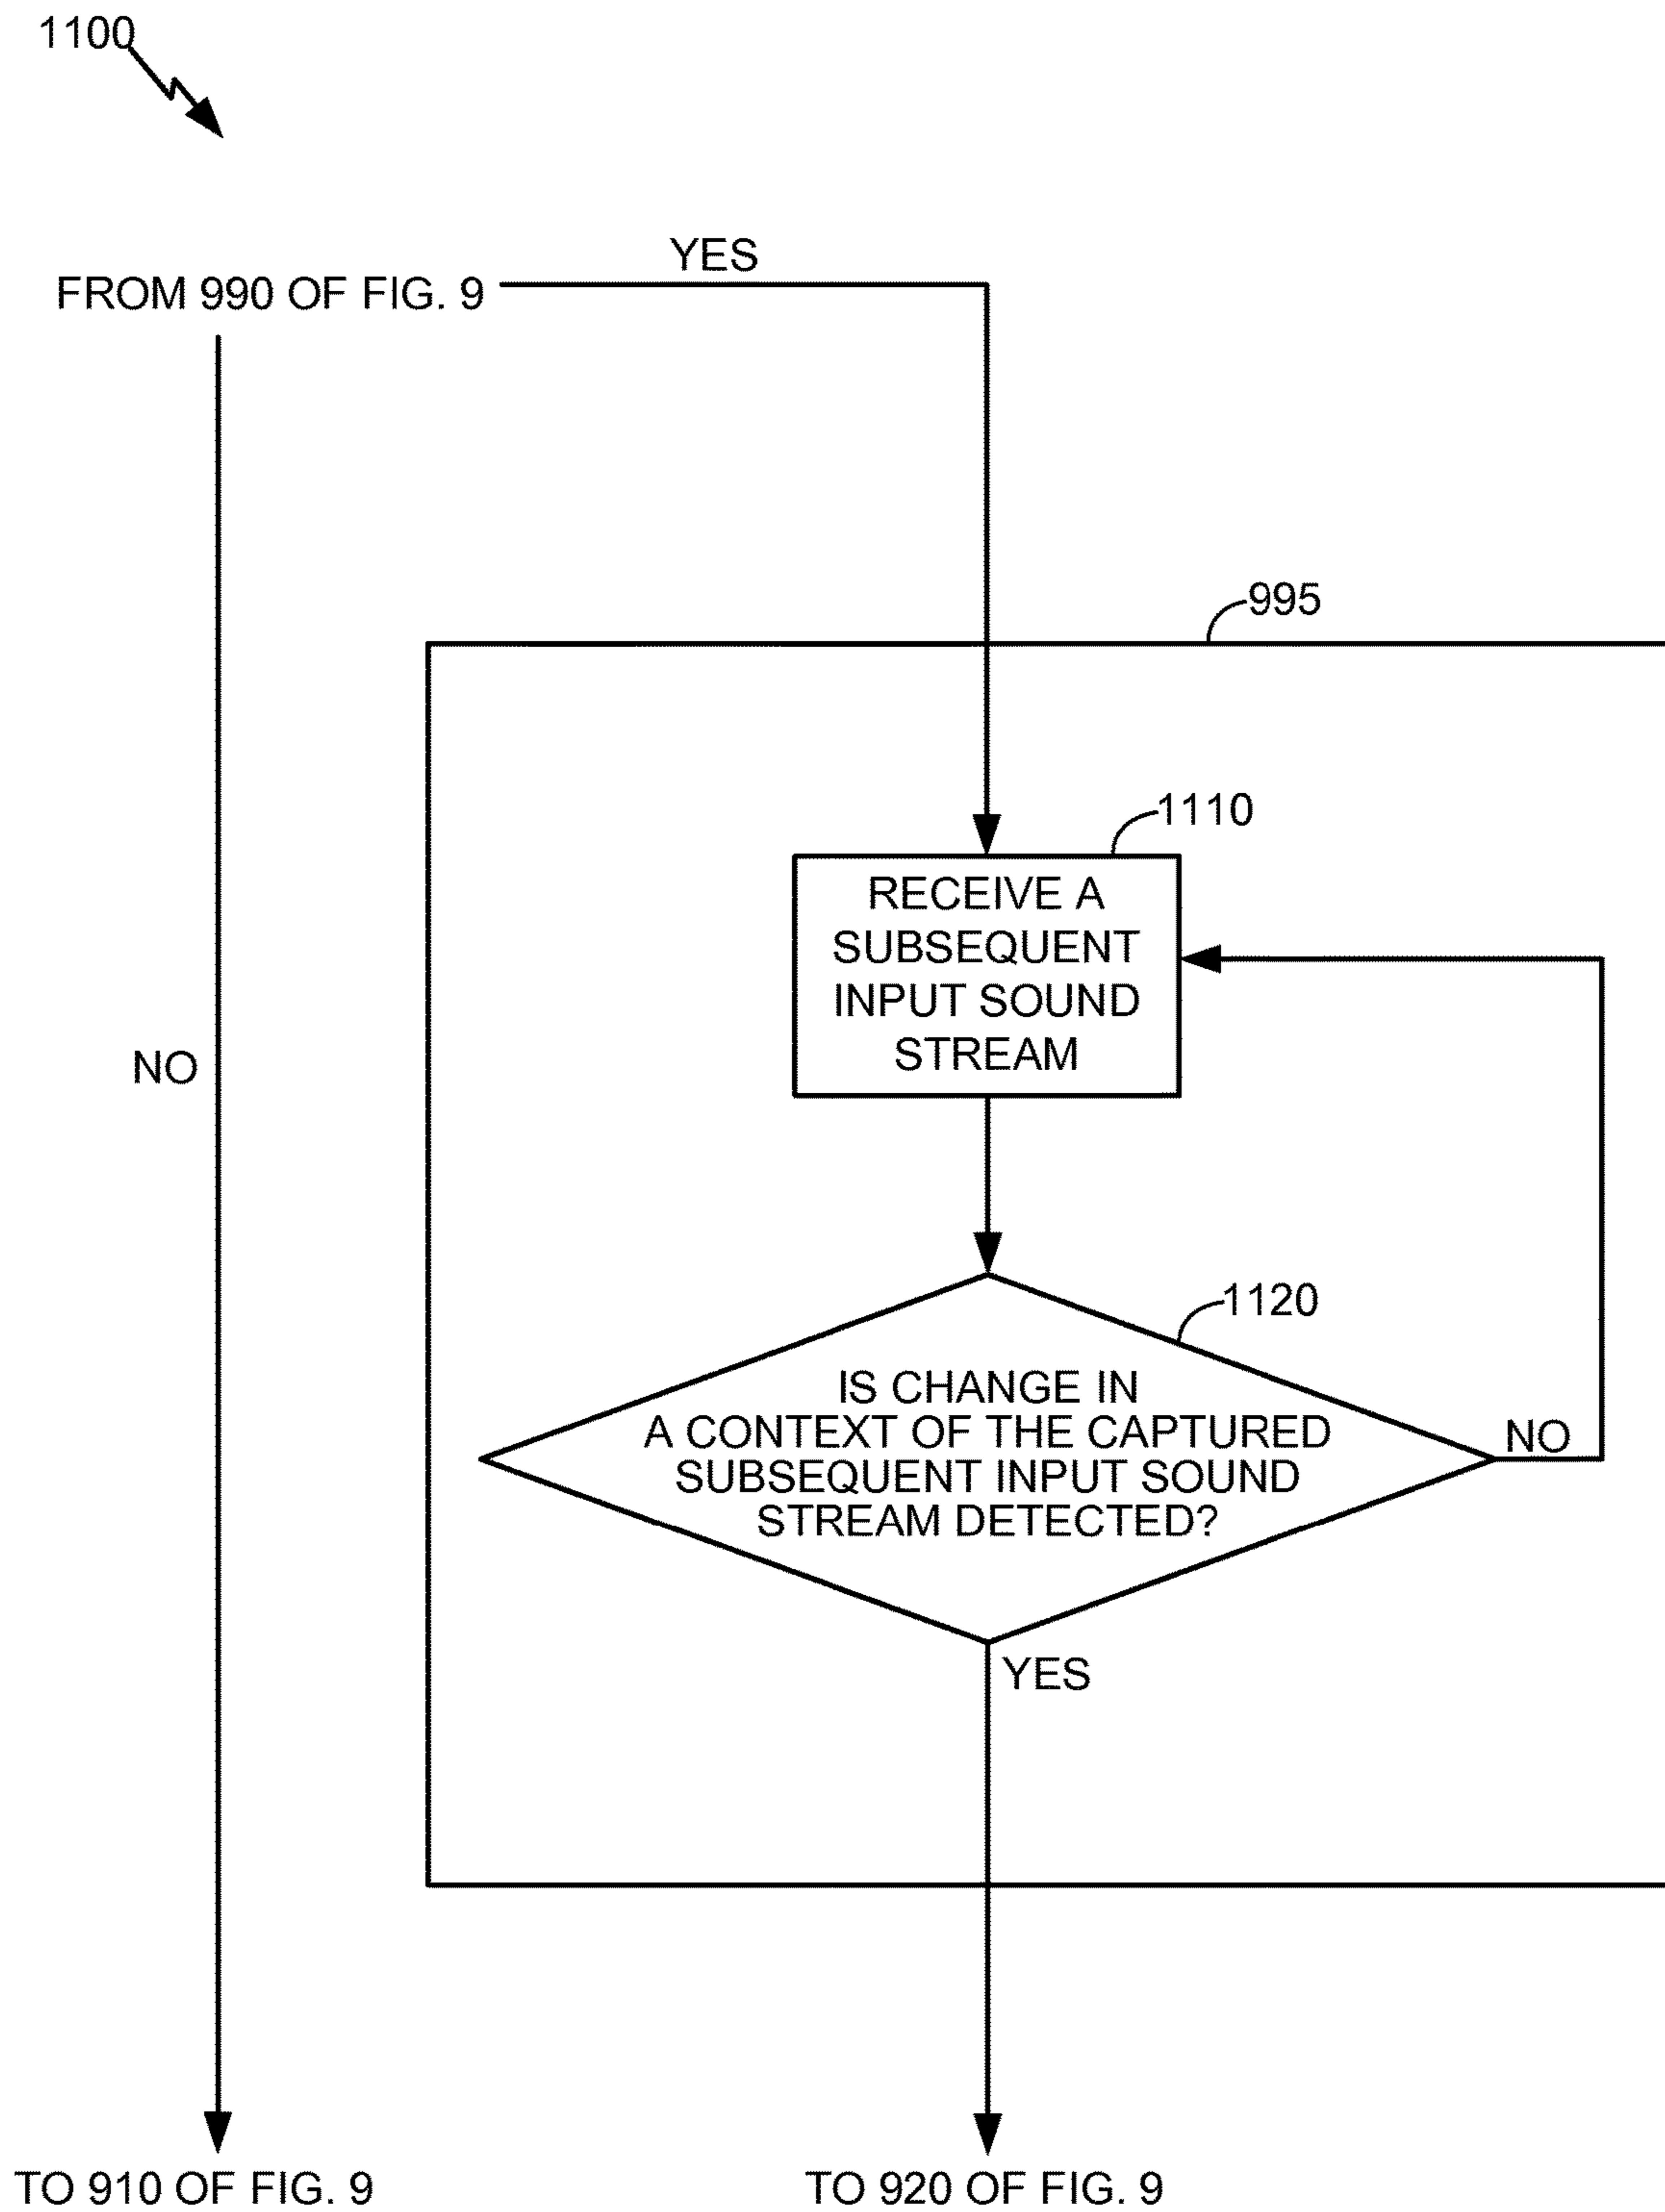 1100
YES
FROM 990 OF FIG. 9
995
1110
RECEIVE A
SUBSEQUENT
INPUT SOUND
STREAM
NO
1120
IS CHANGE IN
A CONTEXT OF THE CAPTURED
SUBSEQUENT INPUT SOUND
STREAM DETECTED?
NO
YES
TO 910 OF FIG. 9
TO 920 OF FIG. 9